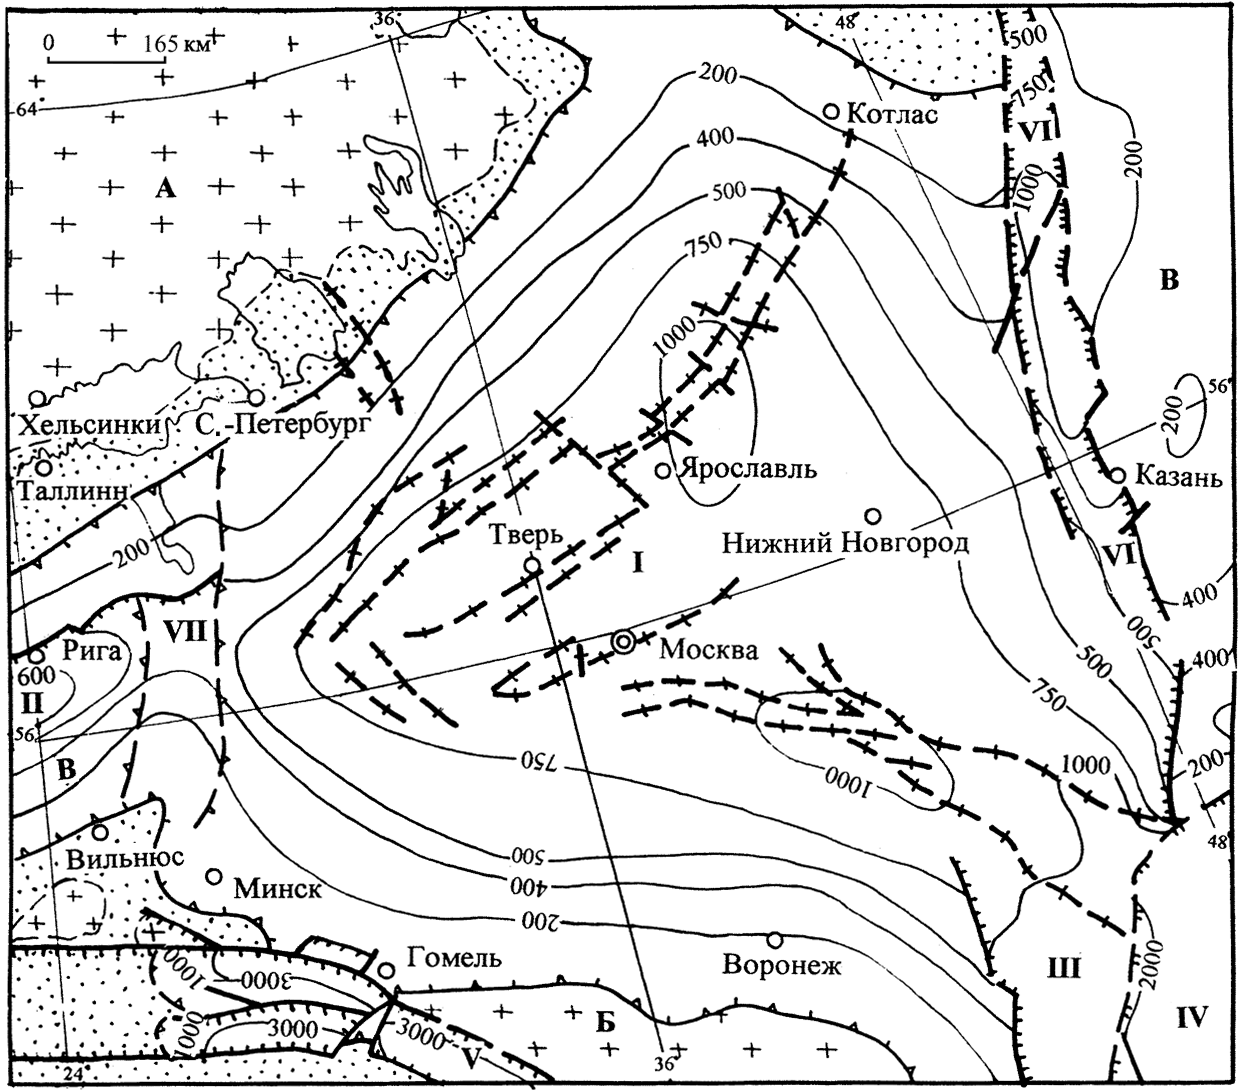 0 165 км
36
48
500
750
VI
200
Котлас
64
400
200
1000
А
500
750
В
1000
56
200
Хельсинки С.-Петербург
Таллинн
Ярославль
Казань
Тверь
I
Нижний Новгород
VI
200
400
VII
500
Рига
Москва
500
400
600
II
750
56
В
750
1000
1000
200
48
Вильнюс
500
Минск
400
200
Гомель
Воронеж
III
2000
IV
1000
3000
Б
1000
3000
3000
V
36
24